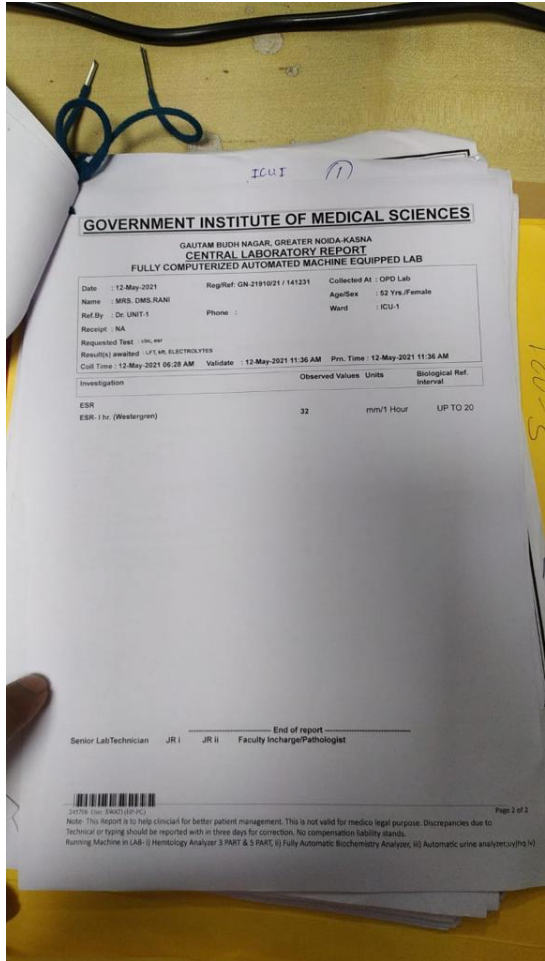 ICU I (1)
GOVERNMENT INSTITUTE OF MEDICAL SCIENCES
GAUTAM BUDH NAGAR, GREATER NOIDA-KASNA
CENTRAL LABORATORY REPORT
FULLY COMPUTERIZED AUTOMATED MACHINE EQUIPPED LAB
Date : 12-May-2021 Reg/Ref: GN-21910/21 / 141231 Collected At : OPD Lab
Name : MRS. DMS.RANI Age/Sex : 52 Yrs./Female
Ref.By : Dr. UNIT-1 Phone : Ward : ICU-1
Receipt : NA
Requested Test : cbc, esr
Result(s) awaited : LFT, kft, ELECTROLYTES
Coll Time : 12-May-2021 06:28 AM Validate : 12-May-2021 11:36 AM Prn. Time : 12-May-2021 11:36 AM
Investigation Observed Values Units Biological Ref. Interval
ESR
ESR- I hr. (Westergren) 32 mm/1 Hour UP TO 20
End of report
Senior LabTechnician JR i JR ii Faculty Incharge/Pathologist
Page 2 of 2
Note- This Report is to help clinician for better patient management. This is not valid for medico legal purpose. Discrepancies due to
Technical or typing should be reported with in three days for correction. No compensation liability stands.
Running Machine in LAB- i) Hemtology Analyzer 3 PART & 5 PART, ii) Fully Automatic Biochemistry Analyzer, iii) Automatic urine analyzer